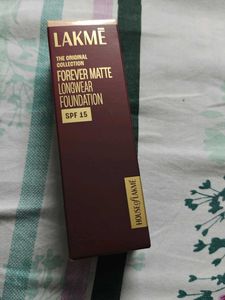 LAKMĒ
THE ORIGINAL
COLLECTION
FOREVER MATTE
LONGWEAR
FOUNDATION
SPF 15
HOUSE OF LAKMĒ